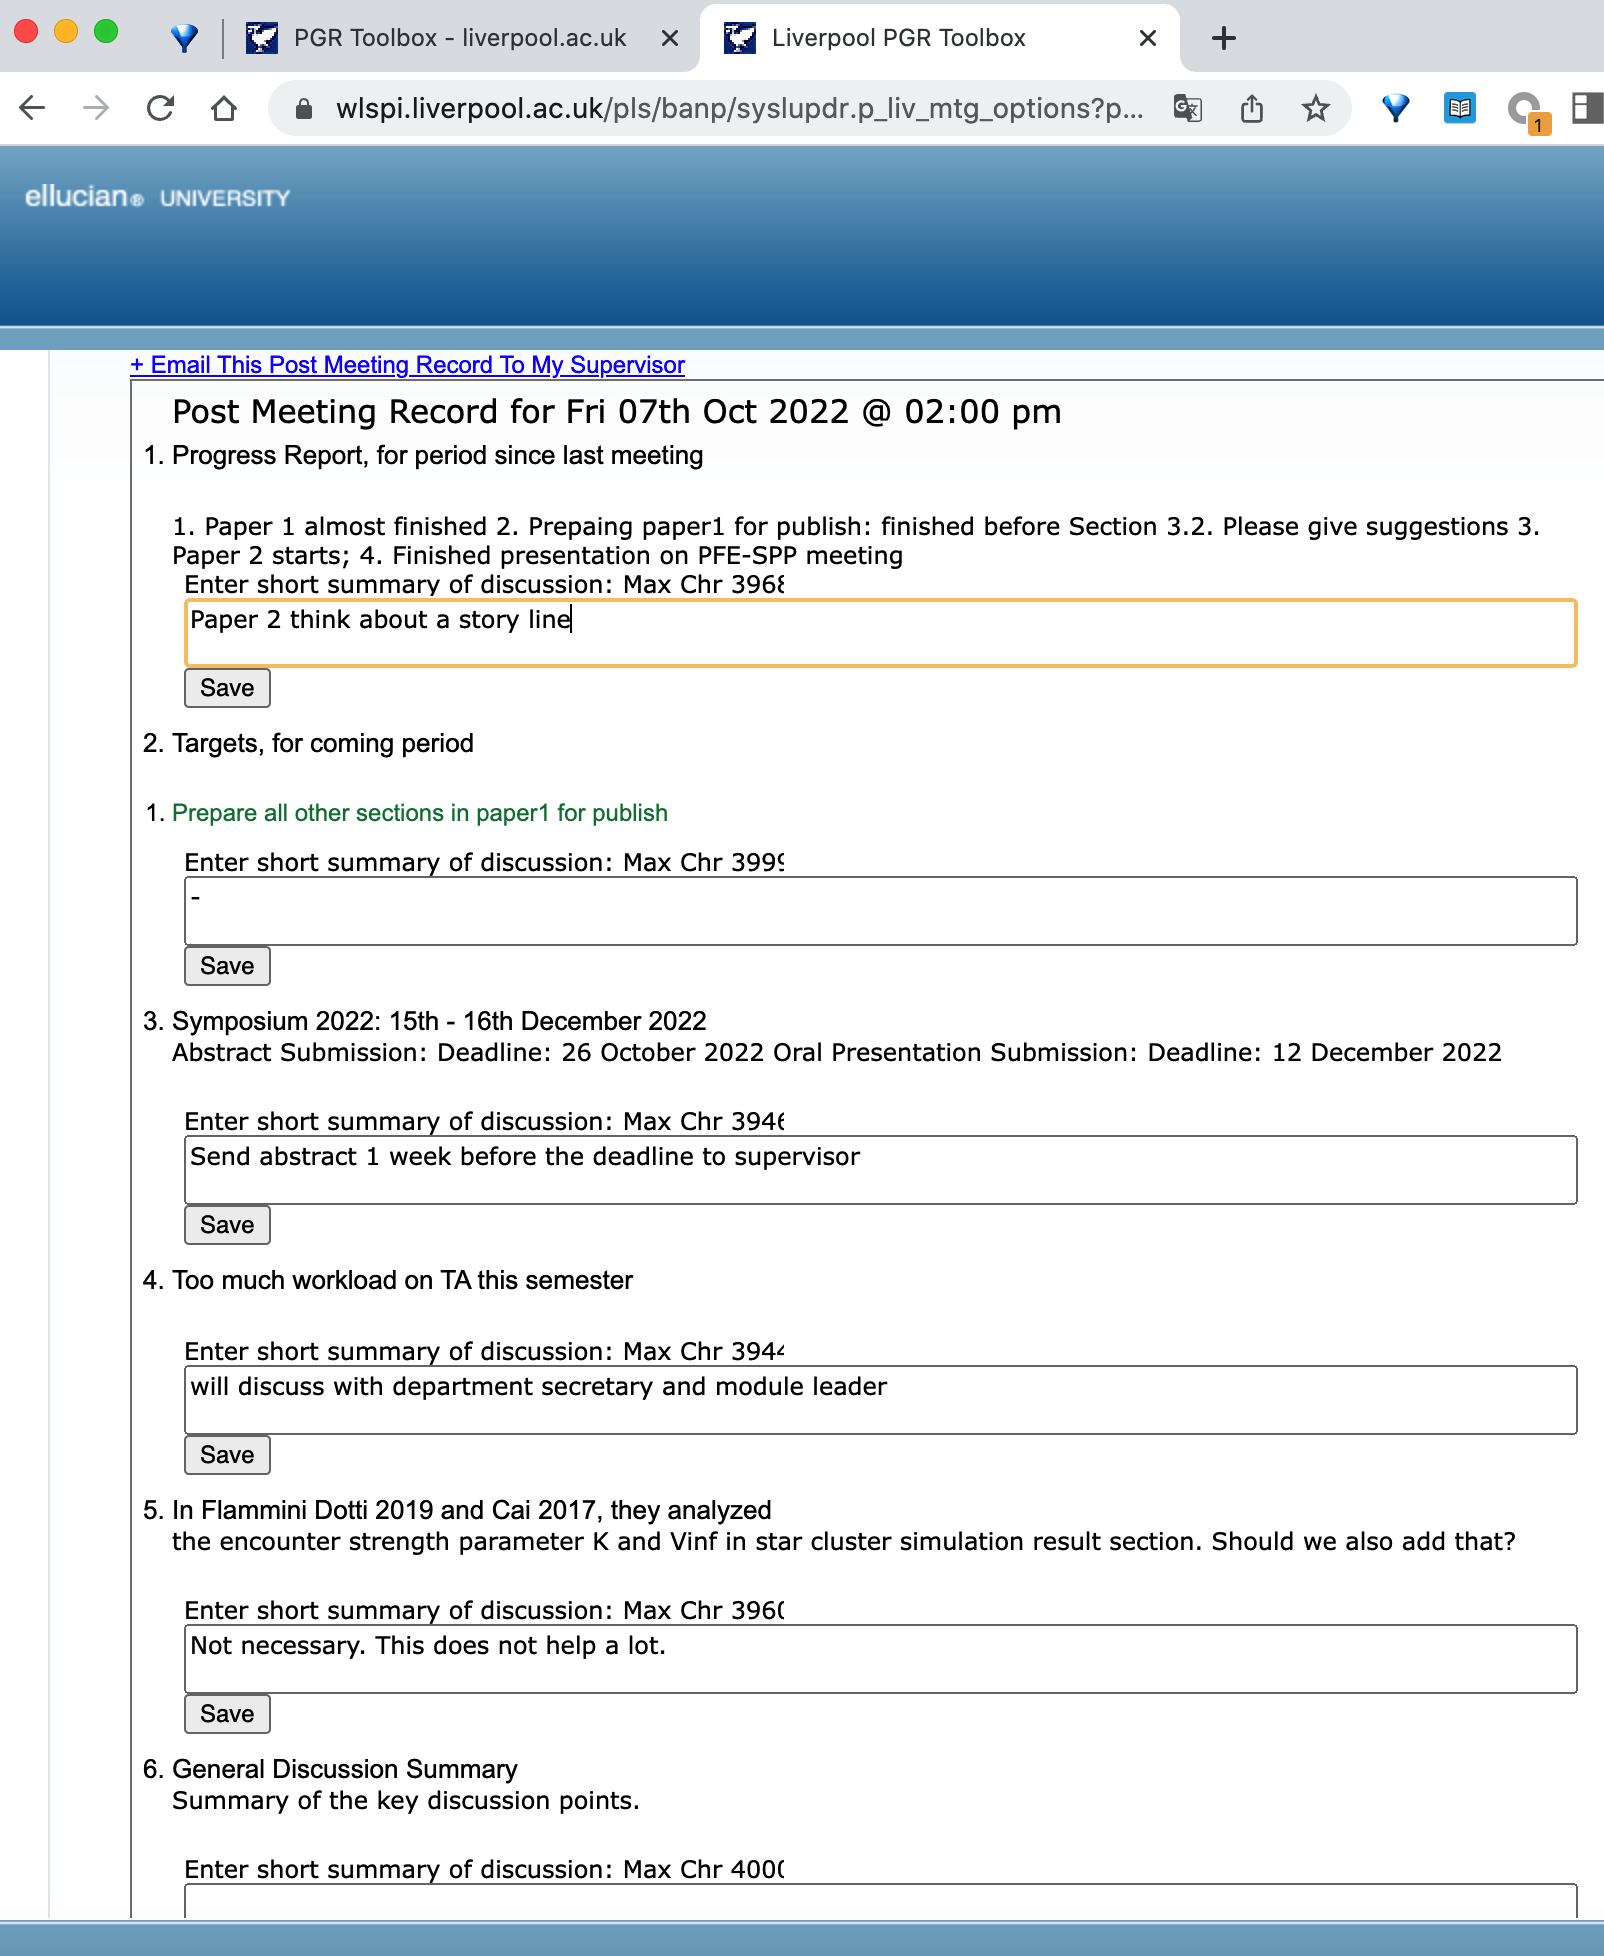 PGR Toolbox - liverpool.ac.uk
Liverpool PGR Toolbox
wlspi.liverpool.ac.uk/pls/banp/syslupdr.p_liv_mtg_options?p...
1
ellucian® UNIVERSITY
+ Email This Post Meeting Record To My Supervisor
Post Meeting Record for Fri 07th Oct 2022 @ 02:00 pm
1. Progress Report, for period since last meeting
1. Paper 1 almost finished 2. Prepaing paper1 for publish: finished before Section 3.2. Please give suggestions 3.
Paper 2 starts; 4. Finished presentation on PFE-SPP meeting
Enter short summary of discussion: Max Chr 3968
Paper 2 think about a story line
Save
2. Targets, for coming period
1. Prepare all other sections in paper1 for publish
Enter short summary of discussion: Max Chr 3999
-
Save
3. Symposium 2022: 15th - 16th December 2022
Abstract Submission: Deadline: 26 October 2022 Oral Presentation Submission: Deadline: 12 December 2022
Enter short summary of discussion: Max Chr 3946
Send abstract 1 week before the deadline to supervisor
Save
4. Too much workload on TA this semester
Enter short summary of discussion: Max Chr 3944
will discuss with department secretary and module leader
Save
5. In Flammini Dotti 2019 and Cai 2017, they analyzed
the encounter strength parameter K and Vinf in star cluster simulation result section. Should we also add that?
Enter short summary of discussion: Max Chr 3960
Not necessary. This does not help a lot.
Save
6. General Discussion Summary
Summary of the key discussion points.
Enter short summary of discussion: Max Chr 4000